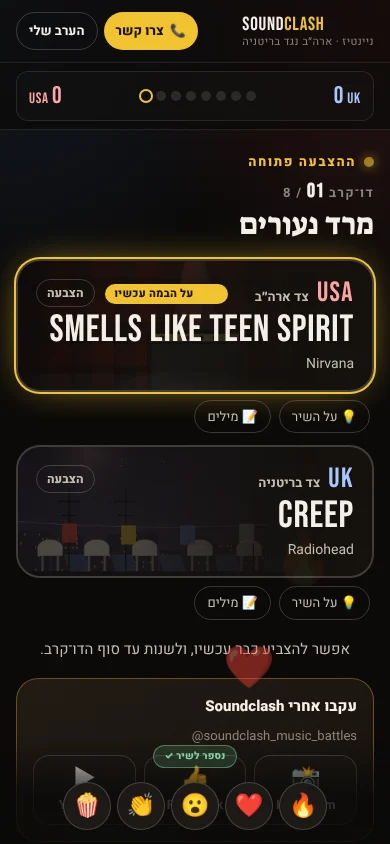 SOUNDCLASH
ניינטיז · ארה״ב נגד בריטניה
📞 צרו קשר
הערב שלי
0 UK
USA 0
ההצבעה פתוחה
דו־קרב 01 / 8
מרד נעורים
USA צד ארה״ב
על הבמה עכשיו
הצבעה
SMELLS LIKE TEEN SPIRIT
Nirvana
💡 על השיר
📝 מילים
UK צד בריטניה
הצבעה
CREEP
Radiohead
💡 על השיר
📝 מילים
אפשר להצביע כבר עכשיו, ולשנות עד סוף הדו־קרב.
עקבו אחרי Soundclash
@soundclash_music_battles
נספר לשיר ✓